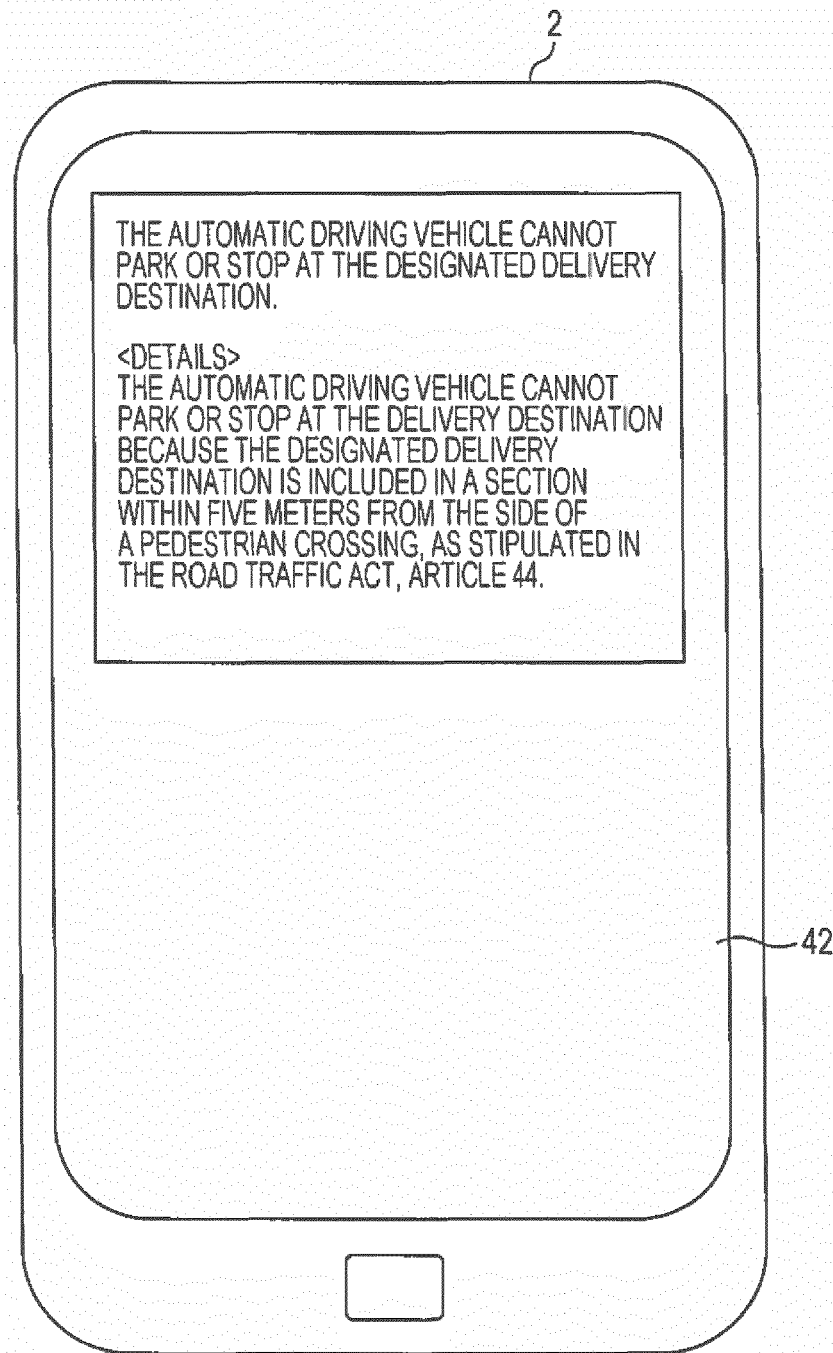 2
THE AUTOMATIC DRIVING VEHICLE CANNOT
PARK OR STOP AT THE DESIGNATED DELIVERY
DESTINATION.
<DETAILS>
THE AUTOMATIC DRIVING VEHICLE CANNOT
PARK OR STOP AT THE DELIVERY DESTINATION
BECAUSE THE DESIGNATED DELIVERY
DESTINATION IS INCLUDED IN A SECTION
WITHIN FIVE METERS FROM THE SIDE OF
A PEDESTRIAN CROSSING, AS STIPULATED IN
THE ROAD TRAFFIC ACT, ARTICLE 44.
42